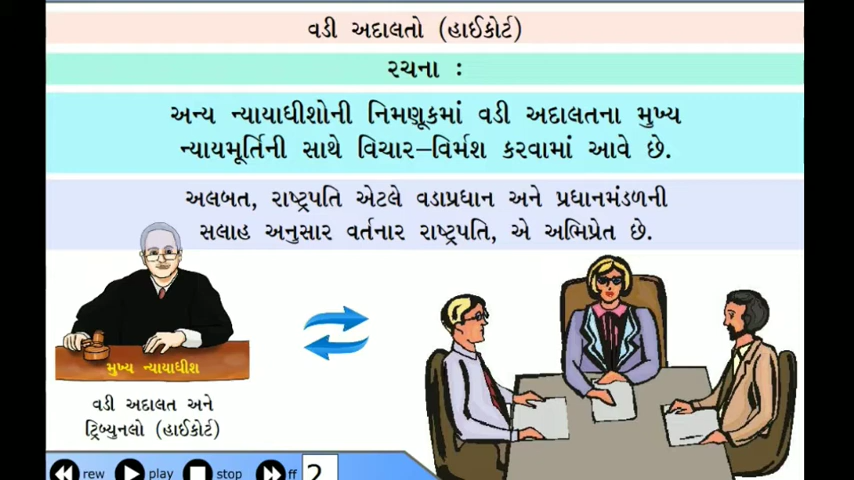 વડી અદાલતો (હાઈકોર્ટ)
રચના :
અન્ય ન્યાયાધીશોની નિમણૂકમાં વડી અદાલતના મુખ્ય
ન્યાયમૂર્તિની સાથે વિચાર–વિર્મશ કરવામાં આવે છે.
અલબત, રાષ્ટ્રપતિ એટલે વડાપ્રધાન અને પ્રધાનમંડળની
સલાહ અનુસાર વર્તનાર રાષ્ટ્રપતિ, એ અભિપ્રેત છે.
મુખ્ય ન્યાયાધીશ
વડી અદાલત અને
ટ્રિબ્યુનલો (હાઈકોર્ટ)
rew play stop ff 2